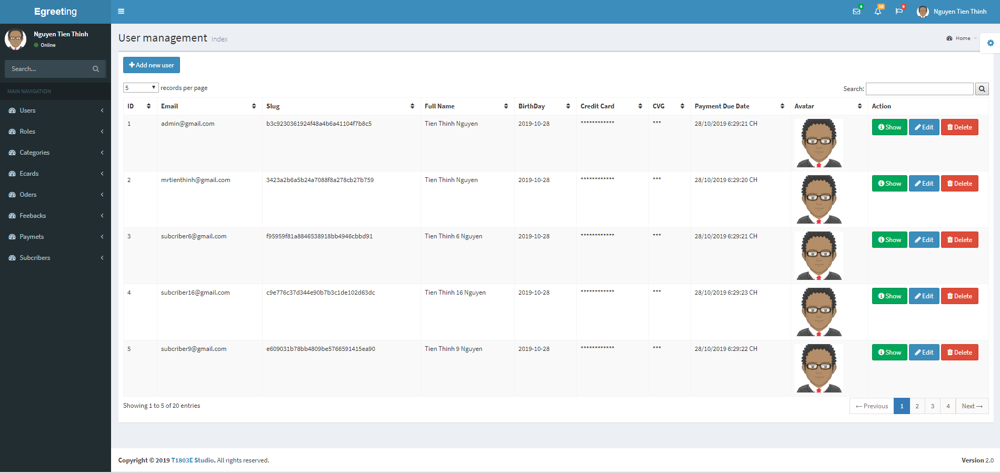 Egreeting
4
10
9
Nguyen Tien Thinh
Nguyen Tien Thinh
Online
Search...
MAIN NAVIGATION
Users
Roles
Categories
Ecards
Oders
Feebacks
Paymets
Subcribers
User management Index
Home >
Add new user
5 records per page
Search:
ID Email Slug Full Name BirthDay Credit Card CVG Payment Due Date Avatar Action
1 admin@gmail.com b3c9230361924f48a4b6a41104f7b8c5 Tien Thinh Nguyen 2019-10-28 ************ *** 28/10/2019 6:29:21 CH Show Edit Delete
2 mrtienthinh@gmail.com 3423a2b6a5b24a7088f8a278cb27b759 Tien Thinh Nguyen 2019-10-28 ************ *** 28/10/2019 6:29:20 CH Show Edit Delete
3 subcriber6@gmail.com f95959f81a8846538918bb4946cbbd91 Tien Thinh 6 Nguyen 2019-10-28 ************ *** 28/10/2019 6:29:21 CH Show Edit Delete
4 subcriber16@gmail.com c9e776c37d344e90b7b3c1de102d63dc Tien Thinh 16 Nguyen 2019-10-28 ************ *** 28/10/2019 6:29:23 CH Show Edit Delete
5 subcriber9@gmail.com e609031b78bb4809be5766591415ea90 Tien Thinh 9 Nguyen 2019-10-28 ************ *** 28/10/2019 6:29:22 CH Show Edit Delete
Showing 1 to 5 of 20 entries
← Previous 1 2 3 4 Next →
Copyright © 2019 T1803E Studio. All rights reserved.
Version 2.0